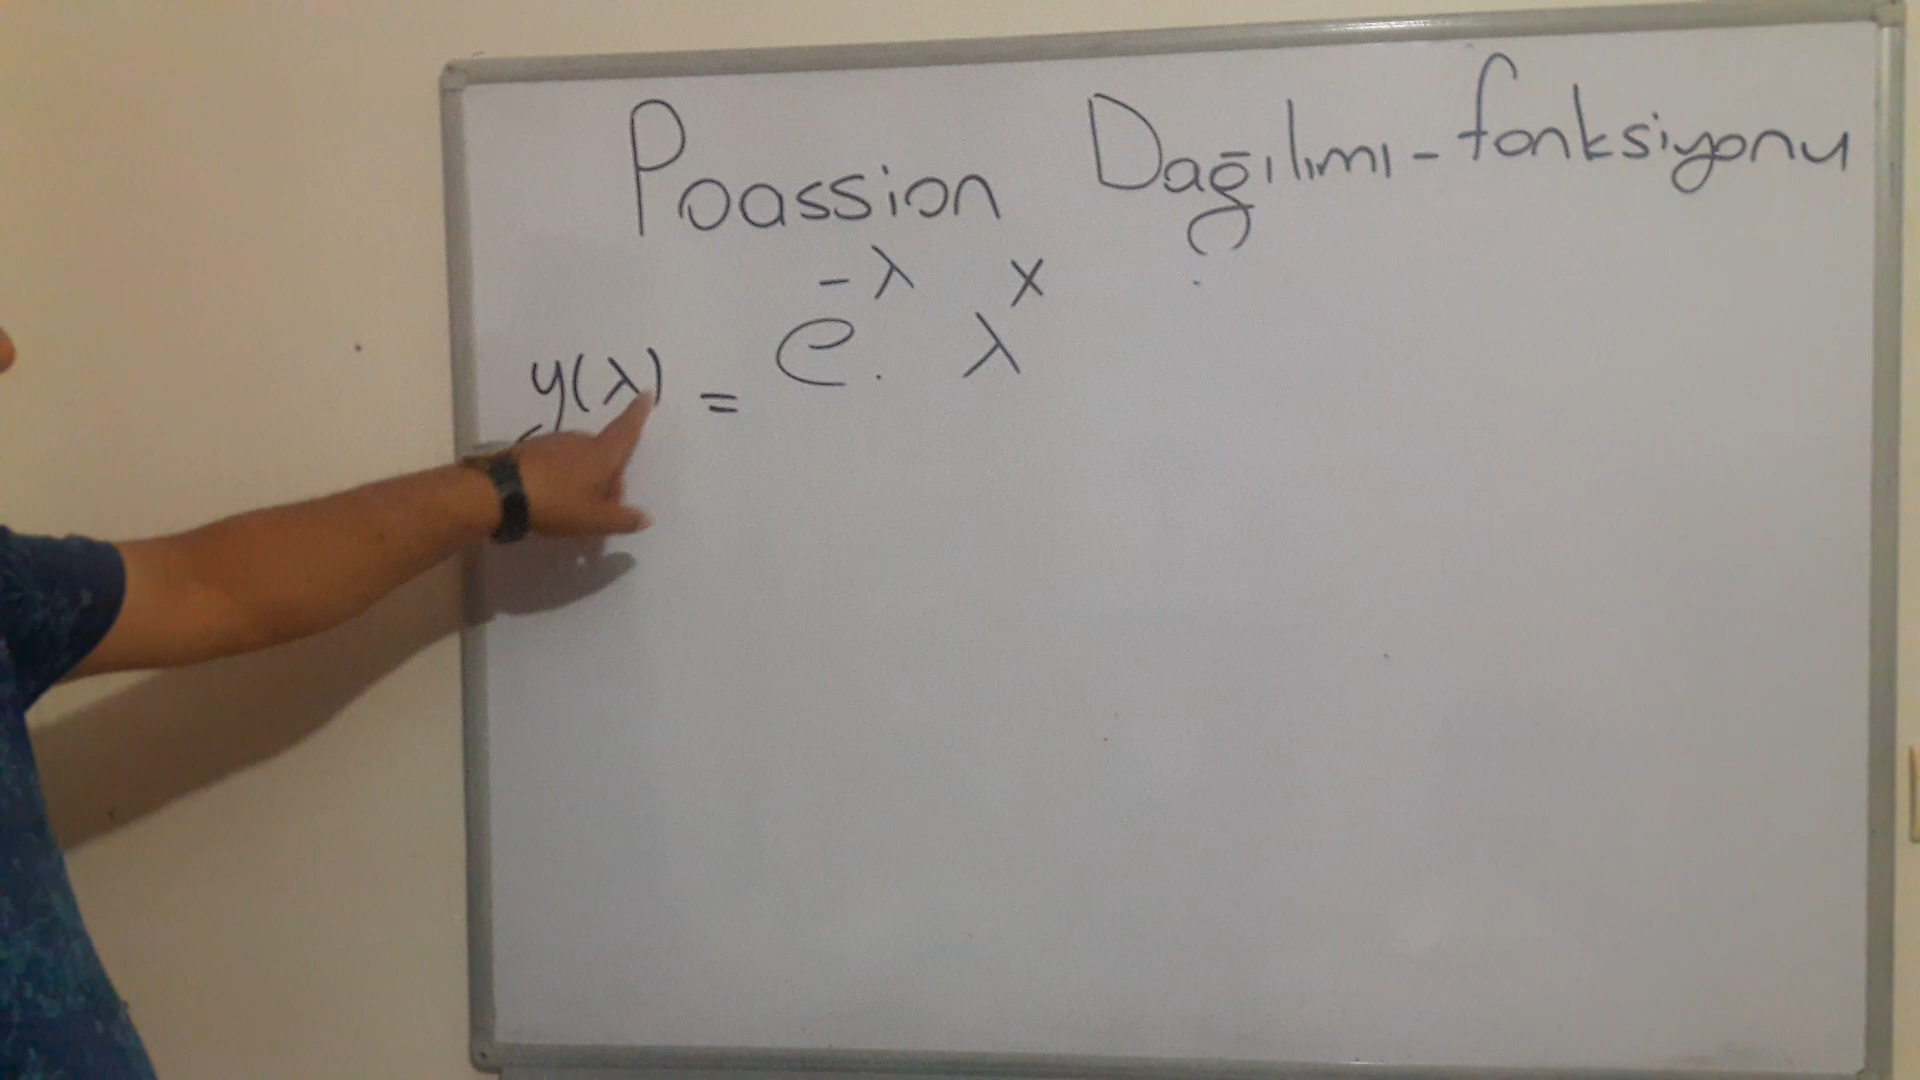 Poassion Dağılımı - fonksiyonu
y(λ) = e^-λ . λ^x